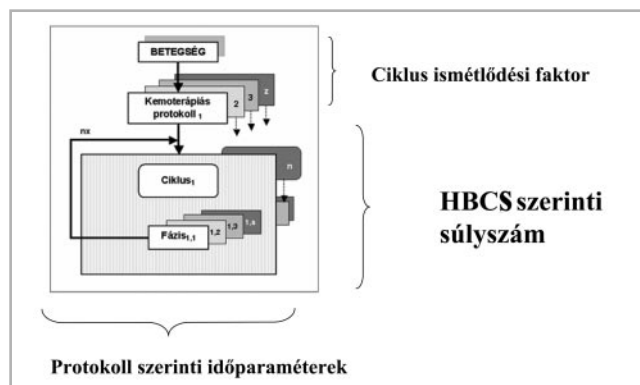 BETEGSÉG
Ciklus ismétlődési faktor
Kemoterápiás
protokoll 1
2
3
z
nx
Ciklus1
n
HBCS szerinti
súlyszám
Fázis1,1
1,2
1,3
Protokoll szerinti időparaméterek